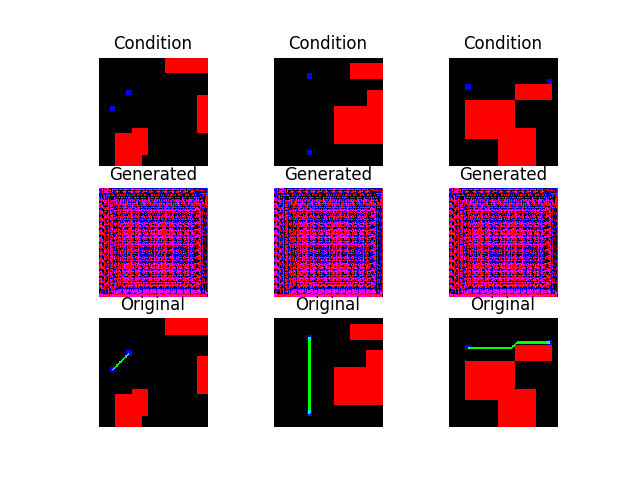 Condition
Condition
Condition
Generated
Generated
Generated
Original
Original
Original